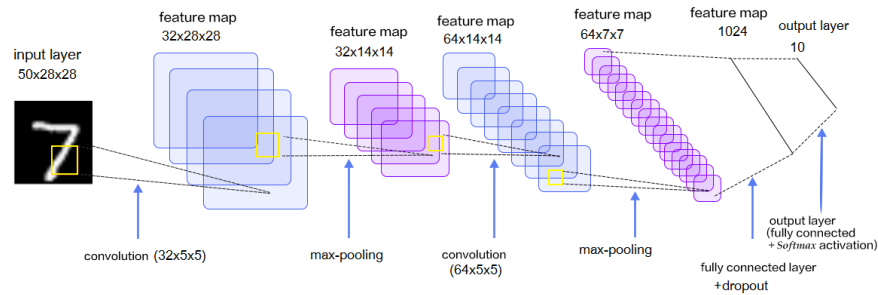 input layer
50x28x28
feature map
32x28x28
feature map
32x14x14
feature map
64x14x14
feature map
64x7x7
feature map
1024
output layer
10
7
convolution (32x5x5)
max-pooling
convolution
(64x5x5)
max-pooling
fully connected layer
+dropout
output layer
(fully connected
+Softmax activation)